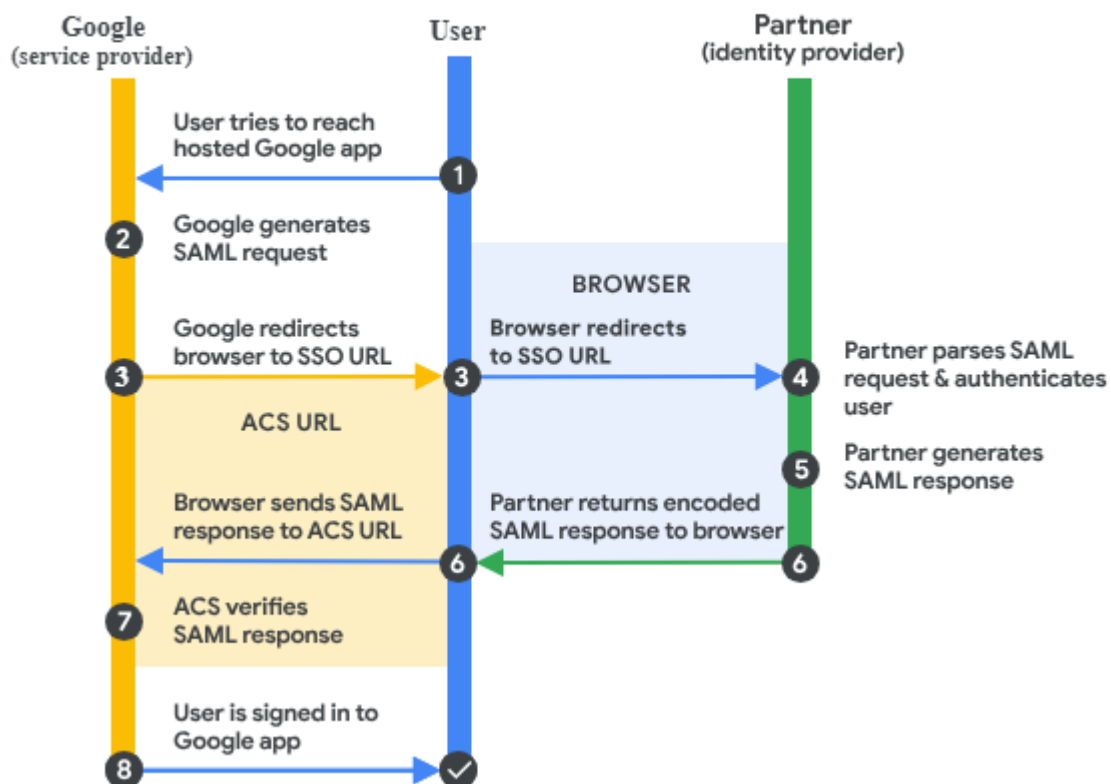 Google
(service provider)
User
Partner
(identity provider)
User tries to reach
hosted Google app
1
2
Google generates
SAML request
BROWSER
Google redirects
browser to SSO URL
Browser redirects
to SSO URL
3
3
4
Partner parses SAML
request & authenticates
user
ACS URL
5
Partner generates
SAML response
Browser sends SAML
response to ACS URL
Partner returns encoded
SAML response to browser
6
6
7
ACS verifies
SAML response
User is signed in to
Google app
8